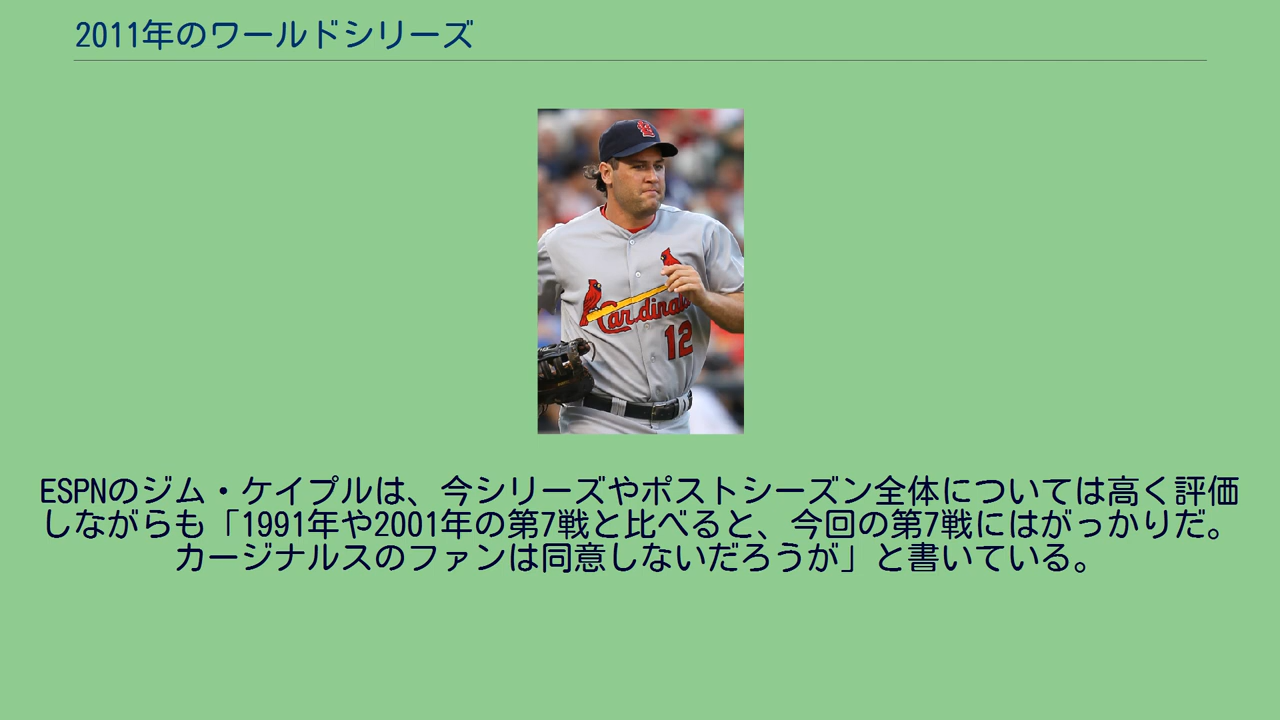 2011年のワールドシリーズ
Cardinals
12
ESPNのジム・ケイプルは、今シリーズやポストシーズン全体については高く評価
しながらも「1991年や2001年の第7戦と比べると、今回の第7戦にはがっかりだ。
カージナルスのファンは同意しないだろうが」と書いている。